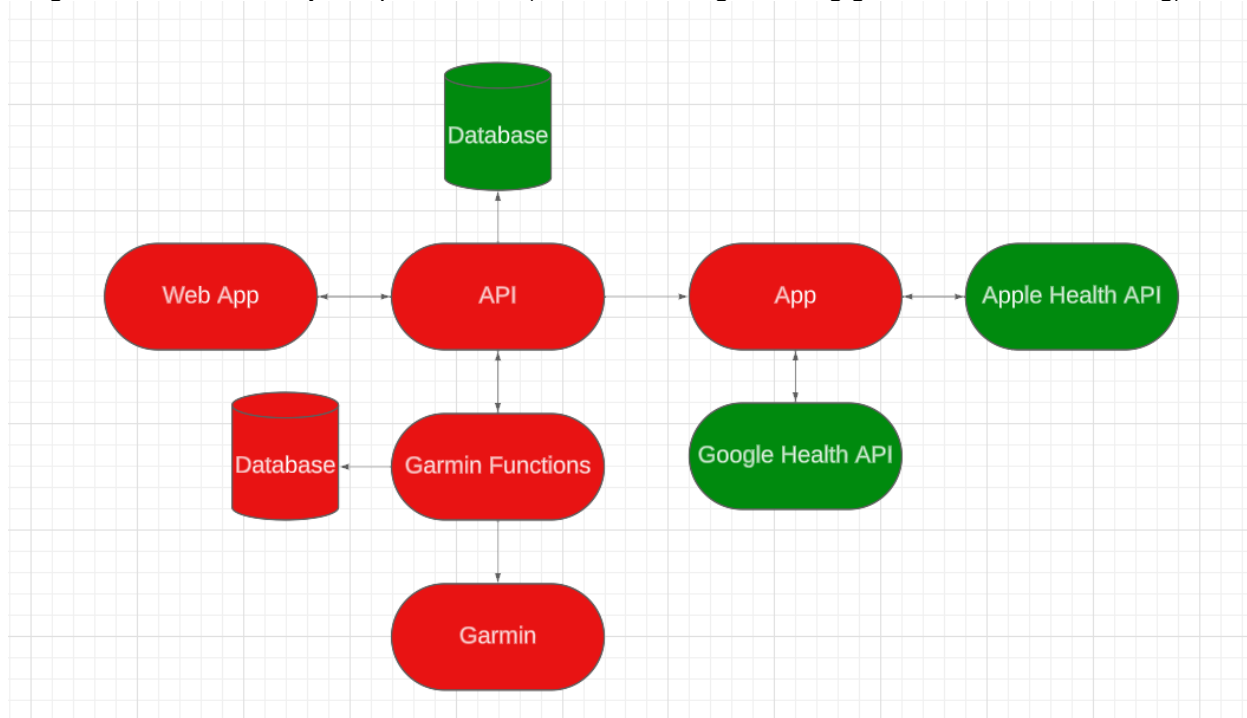 Database
Web App
API
App
Apple Health API
Database
Garmin Functions
Google Health API
Garmin